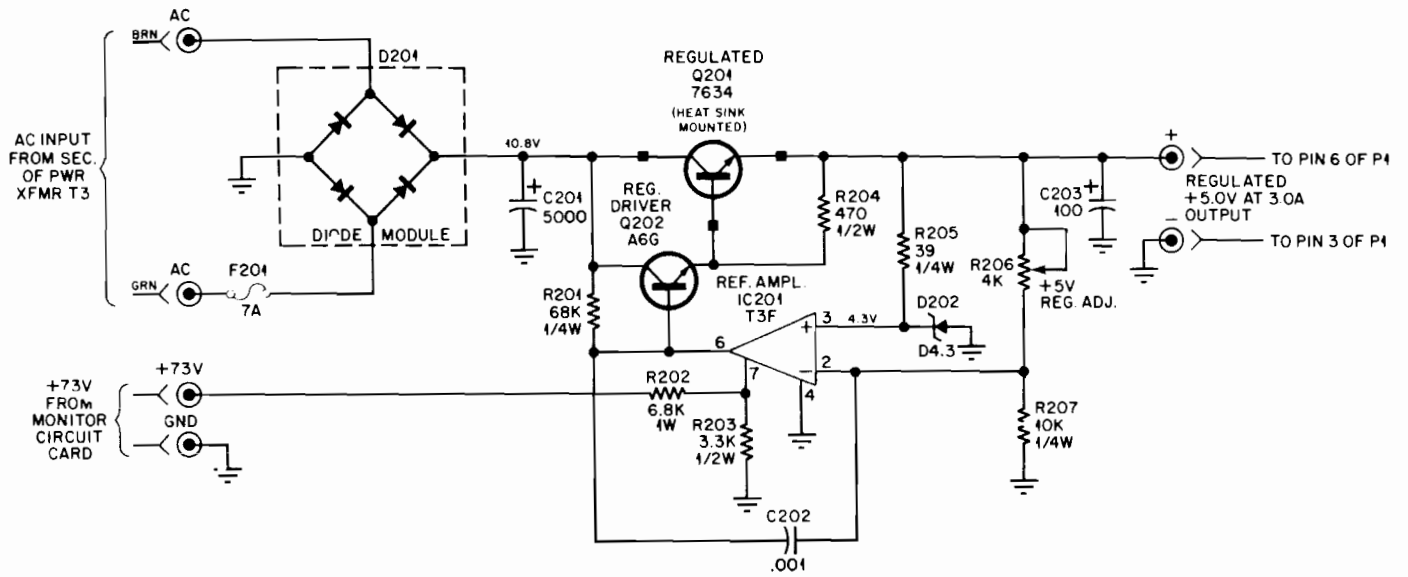 AC
BRN
D201
REGULATED
Q201
7634
(HEAT SINK
MOUNTED)
AC INPUT
FROM SEC.
OF PWR
XFMR T3
10.8V
+
C201
5000
REG.
DRIVER
Q202
A6G
R204
470
1/2W
R205
39
1/4W
C203
100
+
+
TO PIN 6 OF P1
REGULATED
+5.0V AT 3.0A
OUTPUT
-
TO PIN 3 OF P1
DIODE MODULE
AC
GRN
F201
7A
R201
68K
1/4W
REF. AMPL.
IC201
T3F
R206
4K
+5V
REG. ADJ.
D202
D4.3
6
+
3
4.3V
-
2
7
4
+73V
FROM
MONITOR
CIRCUIT
CARD
+73V
GND
R202
6.8K
1W
R203
3.3K
1/2W
R207
10K
1/4W
C202
.001